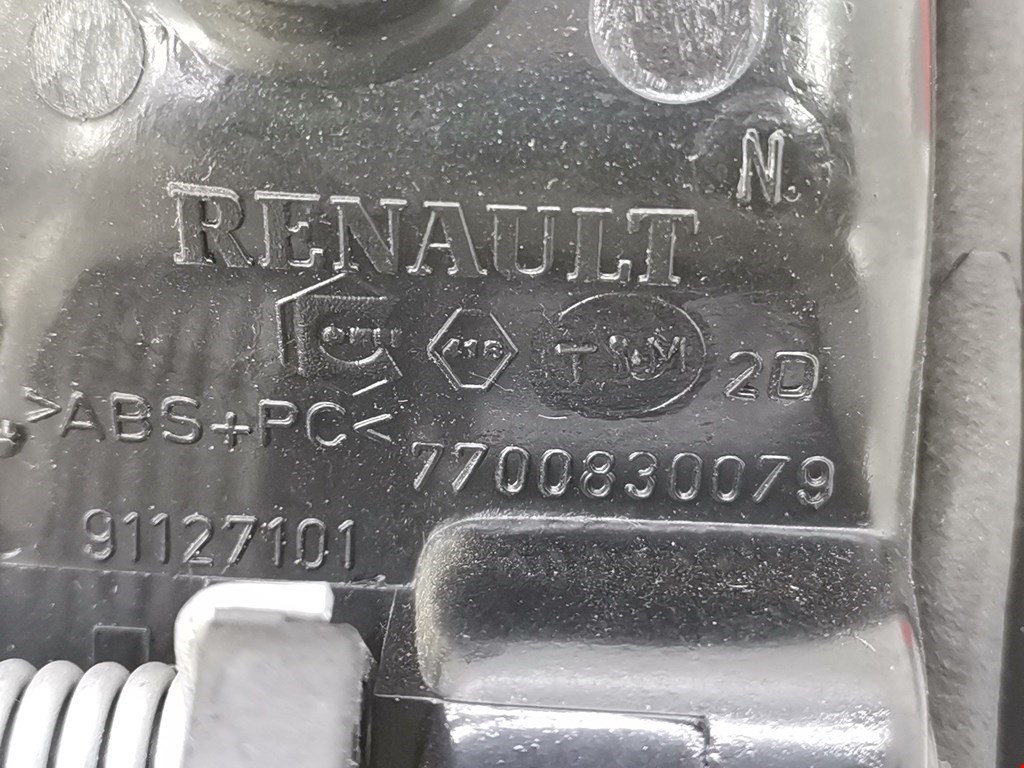 N
RENAULT
2D
>ABS+PC<
7700830079
91127101